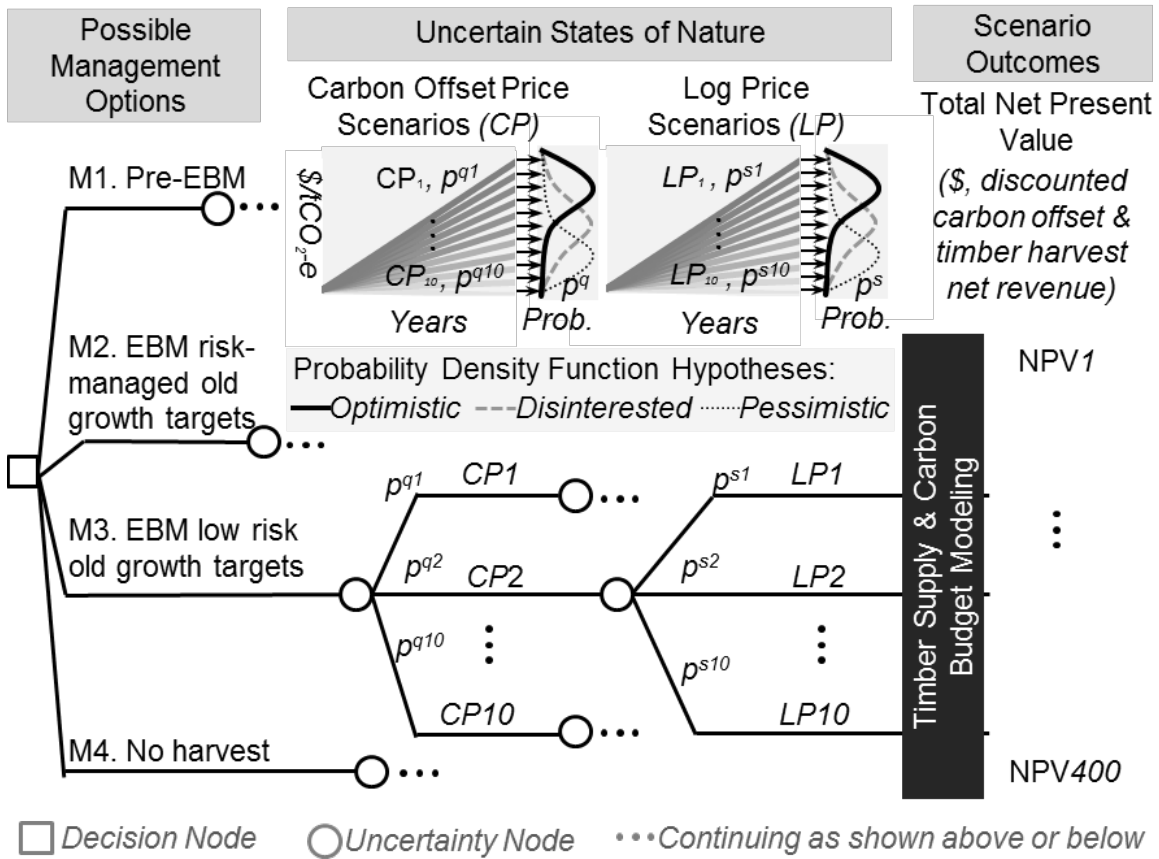 Possible
Management
Options
Uncertain States of Nature
Scenario
Outcomes
Carbon Offset Price
Scenarios (CP)
Log Price
Scenarios (LP)
Total Net Present
Value
($, discounted
carbon offset &
timber harvest
net revenue)
$/tCO2-e
CP1, pq1
CP10, pq10
pq
Years
Prob.
LP1, ps1
LP10, ps10
ps
Years
Prob.
Probability Density Function Hypotheses:
Optimistic Disinterested Pessimistic
M1. Pre-EBM
M2. EBM risk-
managed old
growth targets
M3. EBM low risk
old growth targets
M4. No harvest
pq1
CP1
pq2
CP2
pq10
CP10
ps1
LP1
ps2
LP2
ps10
LP10
Timber Supply & Carbon
Budget Modeling
NPV1
NPV400
Decision Node
Uncertainty Node
Continuing as shown above or below